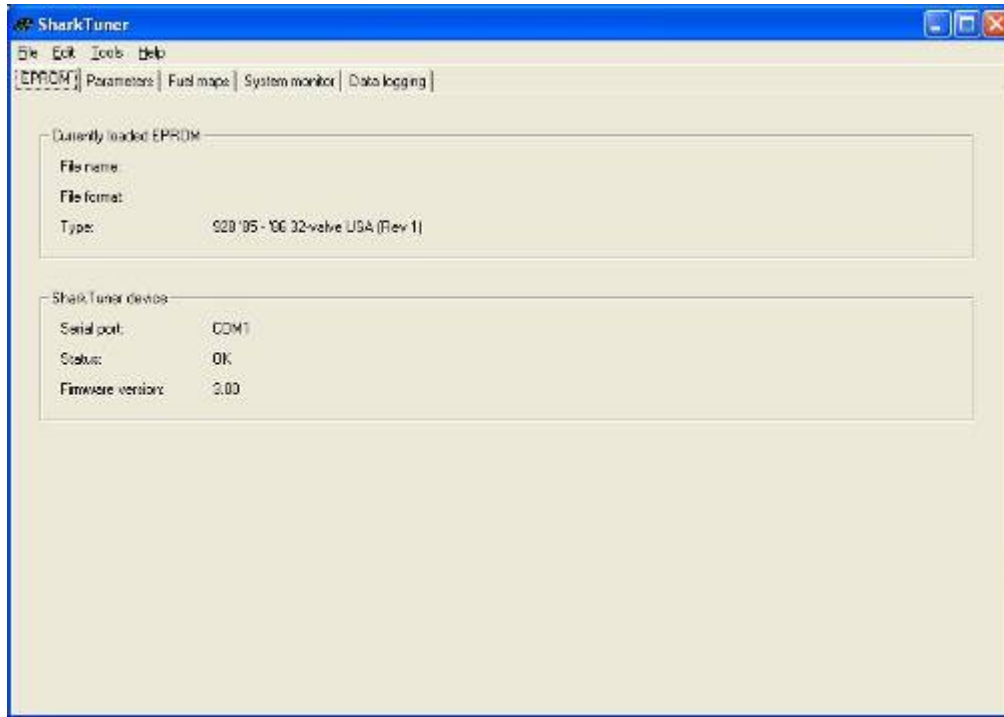 SharkTuner
File Edit Tools Help
EPROM Parameters Fuel maps System monitor Data logging
Currently loaded EPROM
File name:
File format:
Type: 928 '85 - '86 32-valve USA (Rev 1)
SharkTuner device
Serial port: COM1
Status: OK
Firmware version: 3.00